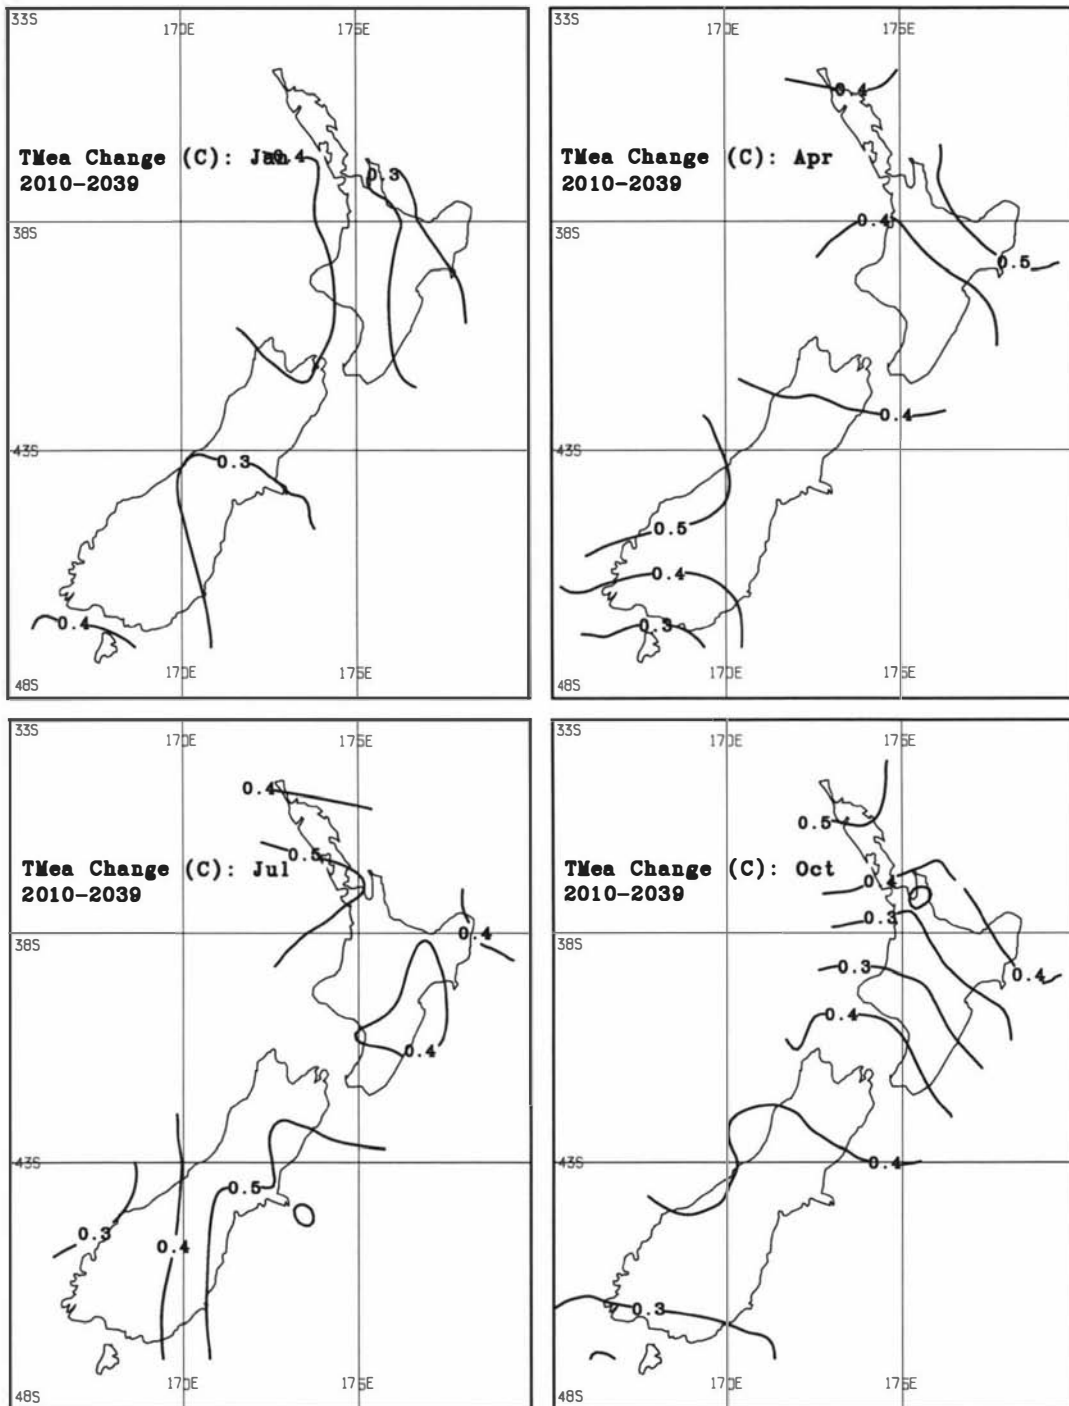 33S
170E 175E
TMea Change (C): Jan
2010-2039
0.4
0.3
38S
43S
0.3
0.4
170E 175E
48S
33S
170E 175E
0.4
TMea Change (C): Apr
2010-2039
38S
0.4
0.5
0.4
43S
0.5
0.4
0.3
170E 175E
48S
33S
170E 175E
0.4
0.5
TMea Change (C): Jul
2010-2039
38S
0.4
0.4
43S
0.5
0.3
0.4
170E 175E
48S
33S
170E 175E
0.5
TMea Change (C): Oct
2010-2039
0.4
0.3
38S
0.3
0.4
0.4
43S
0.4
0.3
170E 175E
48S